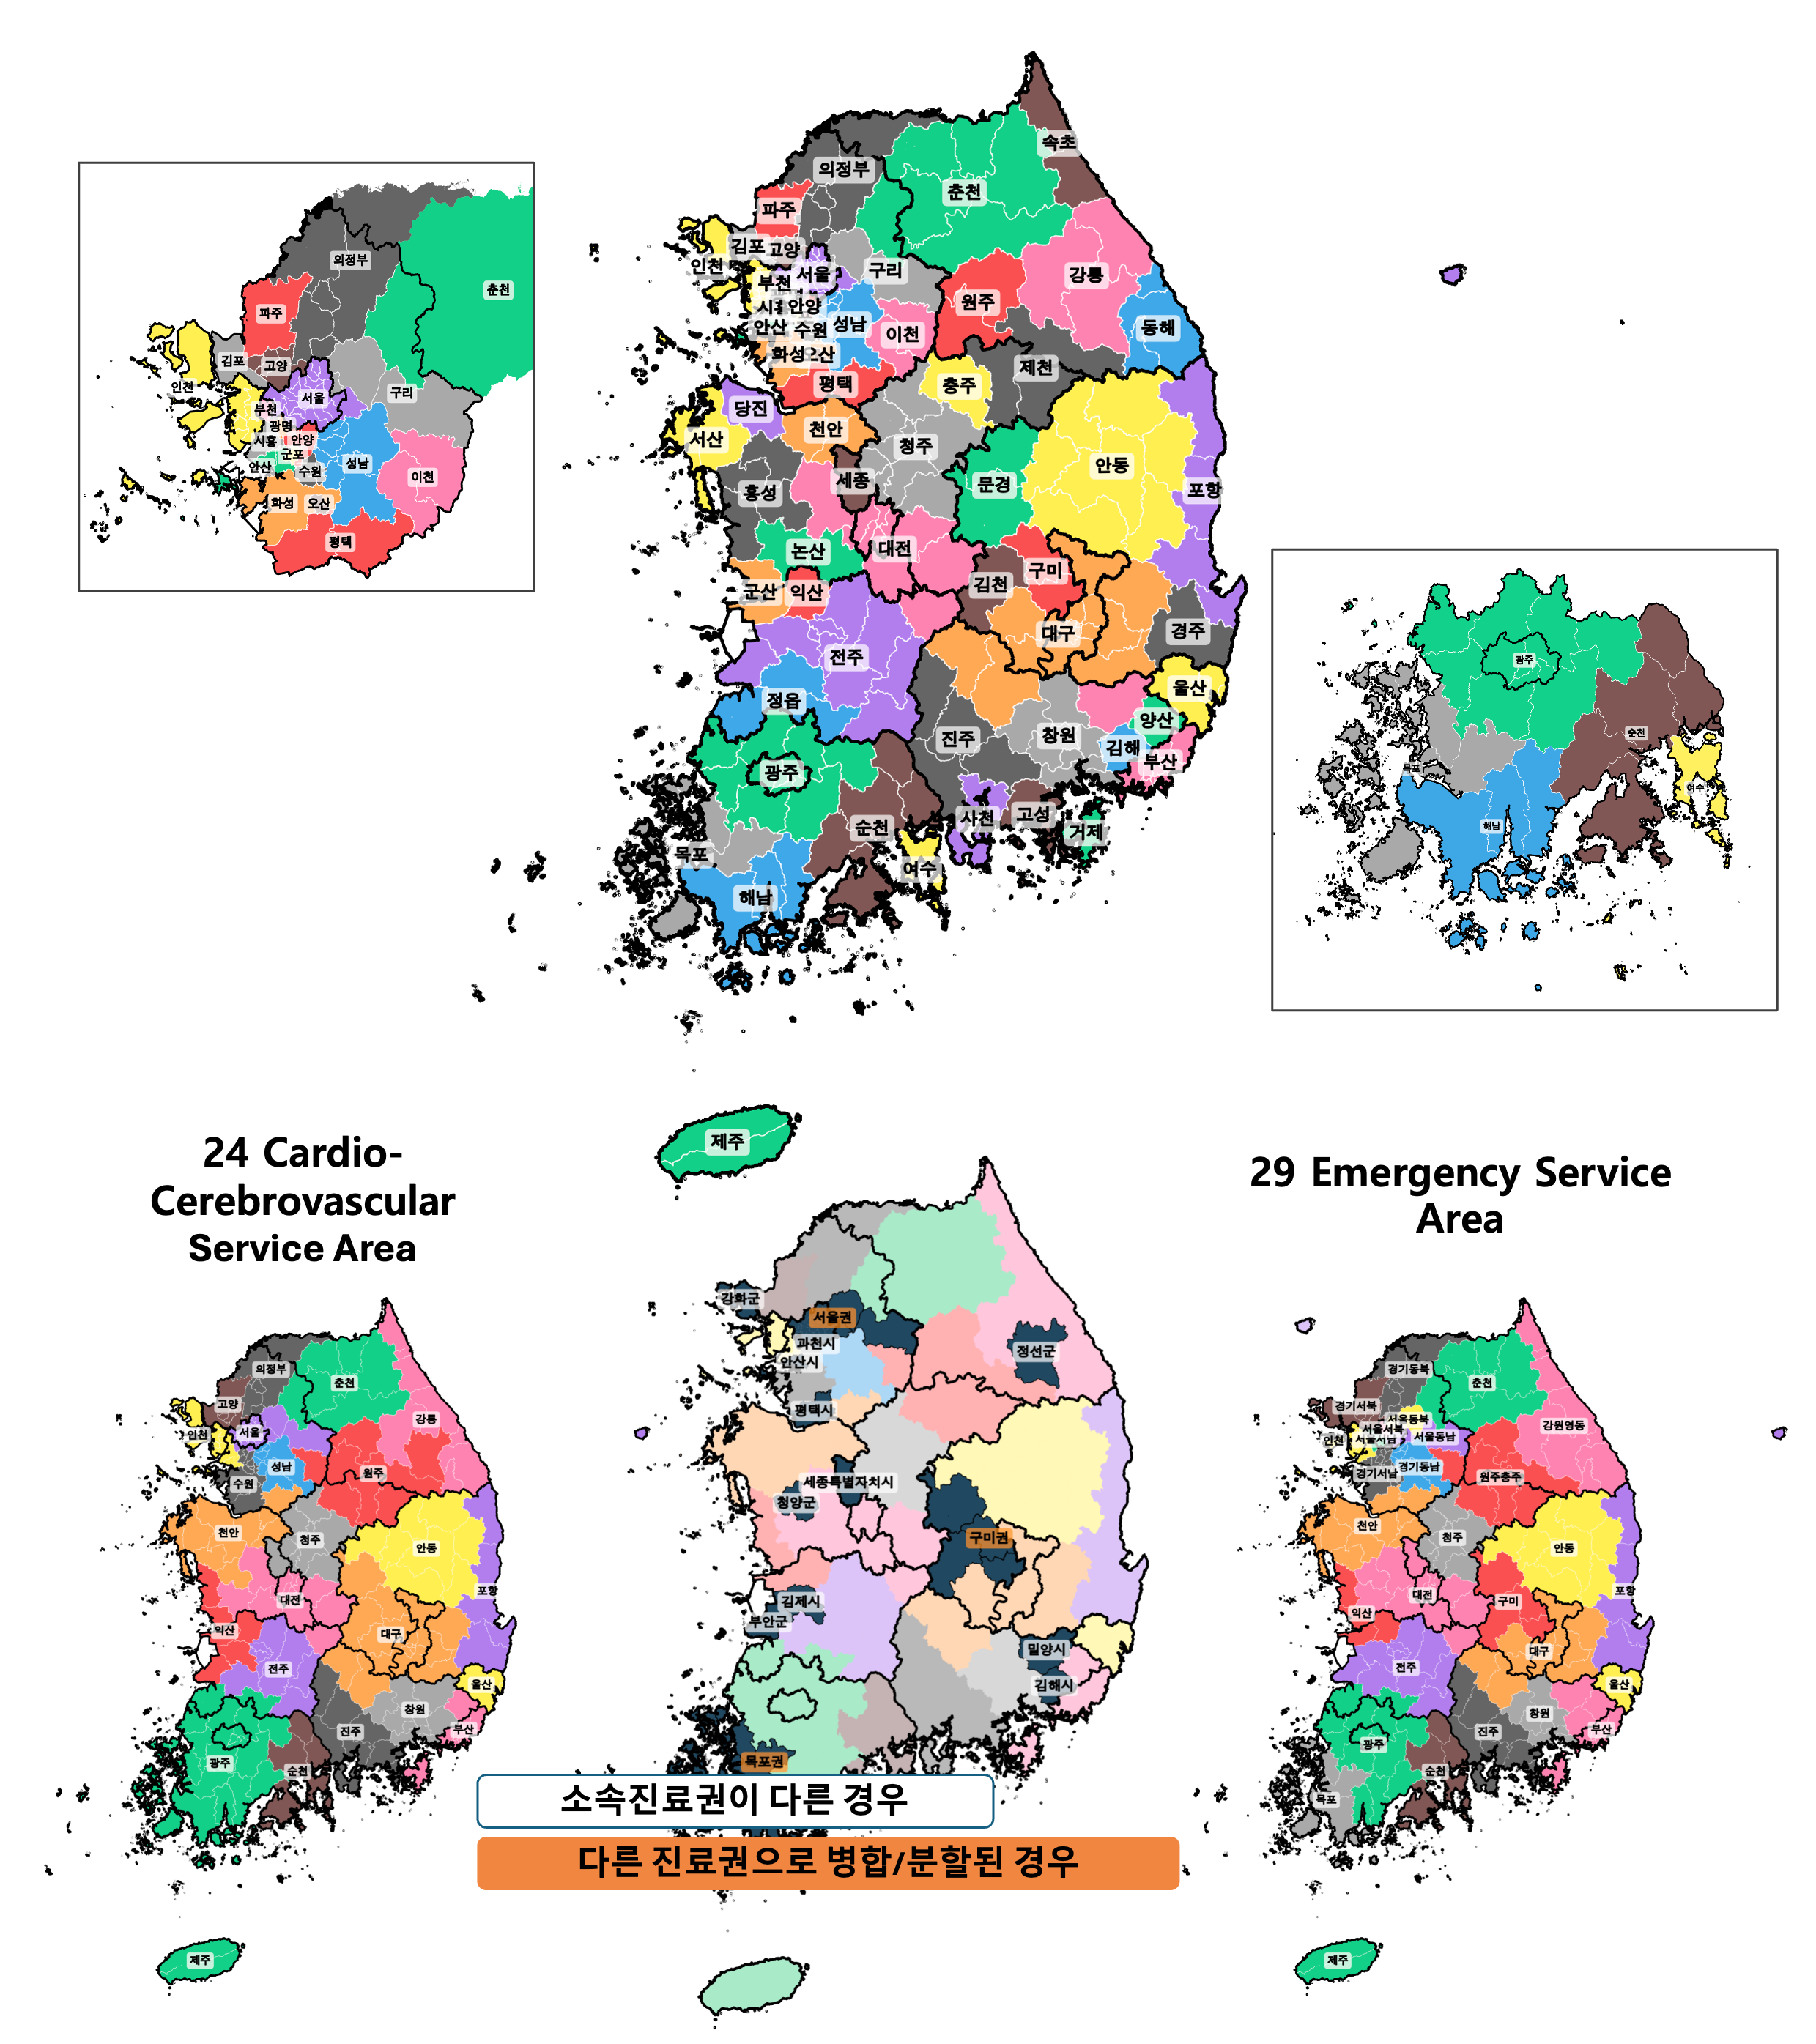 속초
의정부
춘천
파주
김포
고양
인천
서울
구리
강릉
부천
원주
안양
안산
수원
성남
이천
동해
화성
평택
제천
충주
당진
천안
서산
청주
안동
세종
문경
홍성
포항
논산
대전
구미
김천
군산
익산
대구
경주
전주
울산
정읍
양산
진주
창원
김해
부산
광주
사천
고성
순천
거제
목포
여수
해남
제주
의정부
춘천
파주
김포
고양
인천
구리
서울
부천
광명
시흥
안양
군포
안산
수원
성남
이천
화성
오산
평택
광주
순천
목포
여수
해남
24 Cardio-
Cerebrovascular
Service Area
의정부
춘천
고양
강릉
인천
서울
성남
원주
수원
천안
청주
안동
포항
대전
익산
대구
전주
울산
창원
부산
진주
광주
순천
제주
강화군
서울권
과천시
정선군
안산시
평택시
세종특별자치시
청양군
구미권
김제시
부안군
밀양시
김해시
목포권
소속진료권이 다른 경우
다른 진료권으로 병합/분할된 경우
29 Emergency Service
Area
경기동북
춘천
경기서북
서울동북
강원영동
서울서북
인천
서울동남
경기동남
경기서남
원주충주
천안
청주
안동
포항
대전
구미
익산
대구
전주
울산
창원
부산
진주
광주
순천
목포
제주